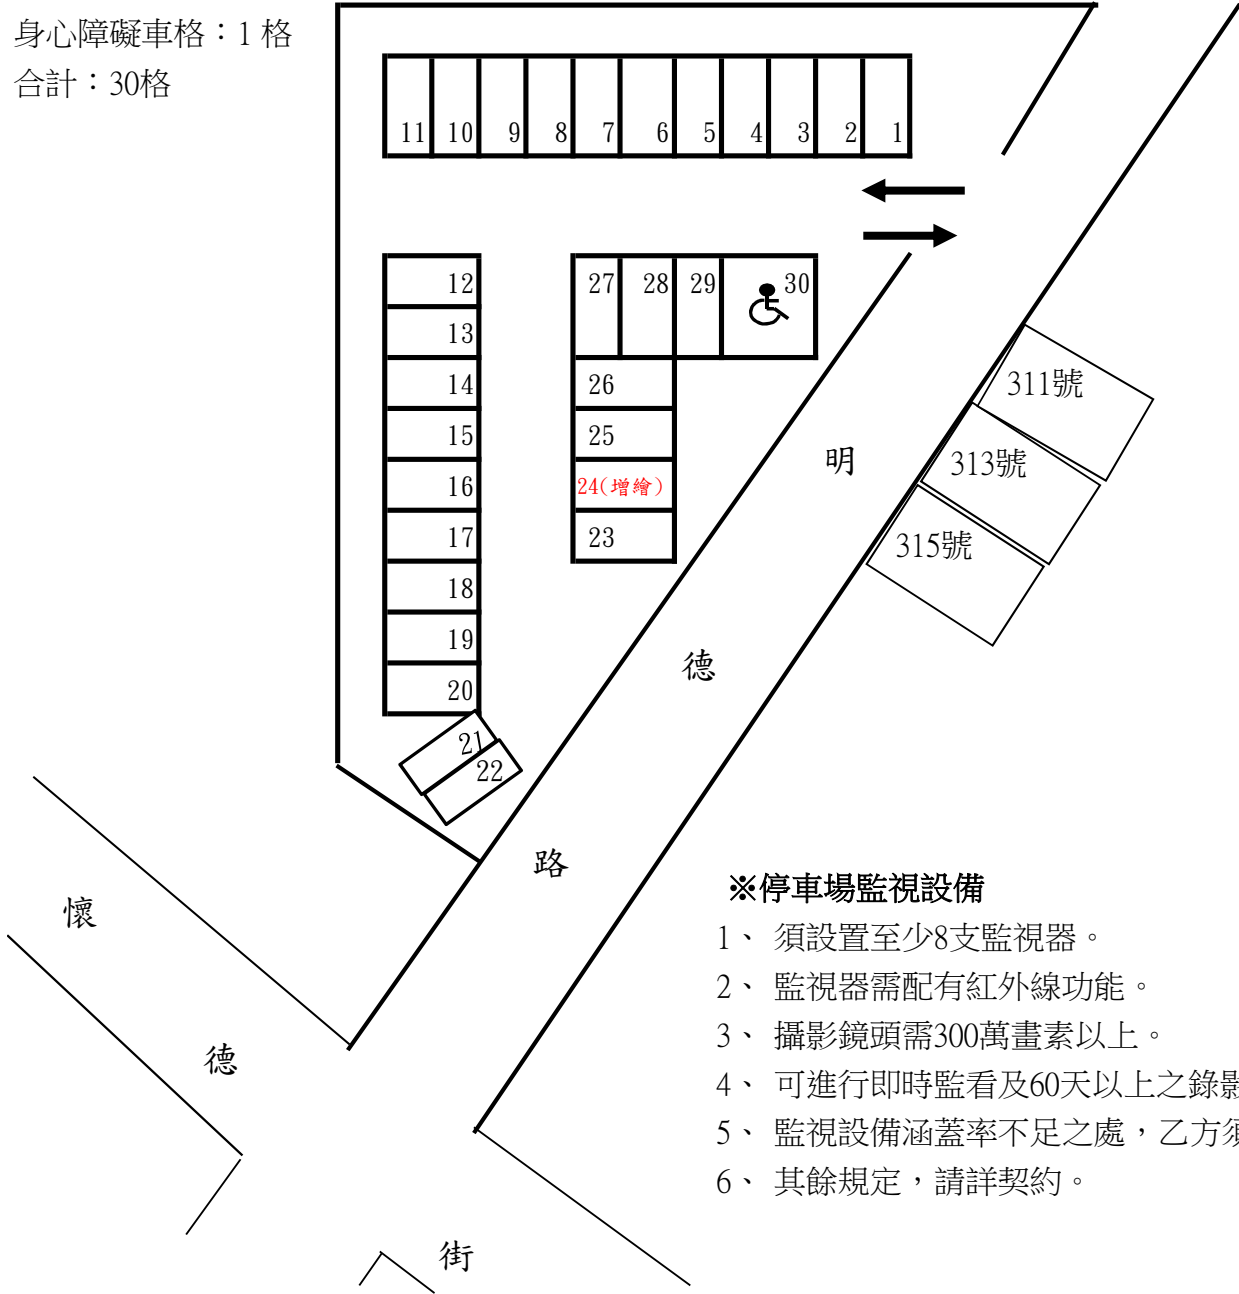 身心障礙車格：1 格
合計：30格
11 10 9 8 7 6 5 4 3 2 1
12
13
14
15
16
17
18
19
20
21
22
27 28 29 30
26
25
24(增繪)
23
311號
313號
315號
明
德
路
懷
德
街
※停車場監視設備
1、 須設置至少8支監視器。
2、 監視器需配有紅外線功能。
3、 攝影鏡頭需300萬畫素以上。
4、 可進行即時監看及60天以上之錄影
5、 監視設備涵蓋率不足之處，乙方須
6、 其餘規定，請詳契約。